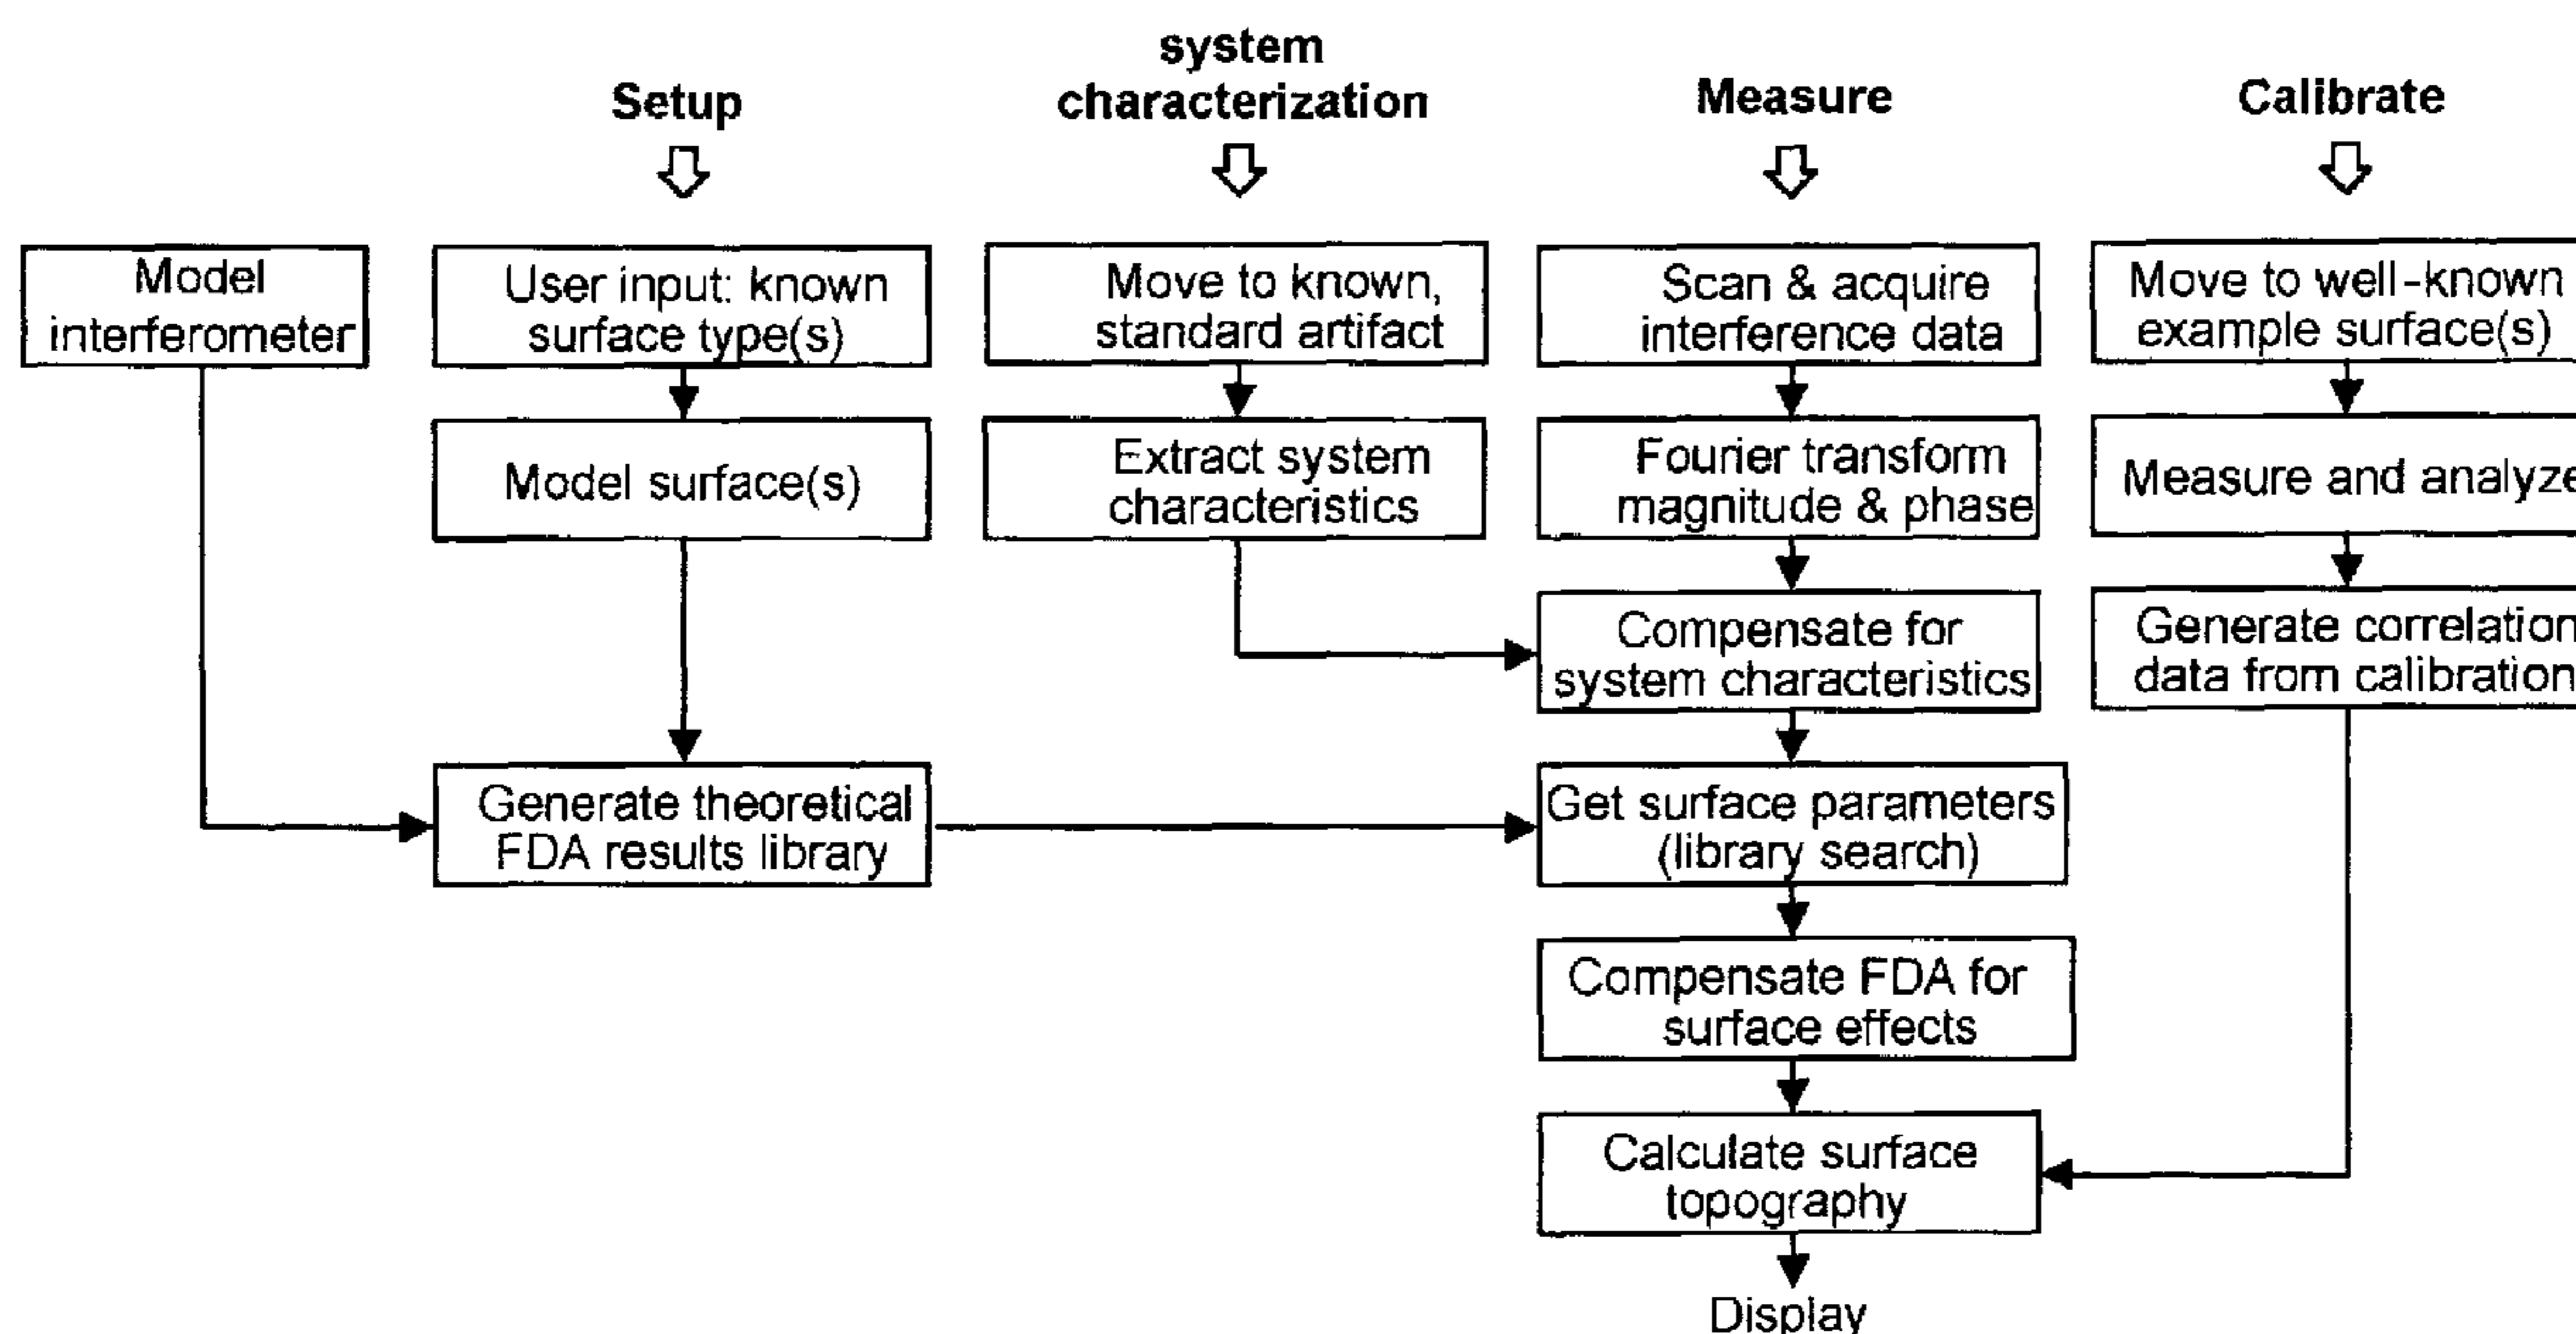 Setup
system
characterization
Measure
Calibrate
Model
interferometer
User input: known
surface type(s)
Model surface(s)
Generate theoretical
FDA results library
Move to known,
standard artifact
Extract system
characteristics
Scan & acquire
interference data
Fourier transform
magnitude & phase
Compensate for
system characteristics
Get surface parameters
(library search)
Compensate FDA for
surface effects
Calculate surface
topography
Display
Move to well-known
example surface(s)
Measure and analyze
Generate correlation
data from calibration